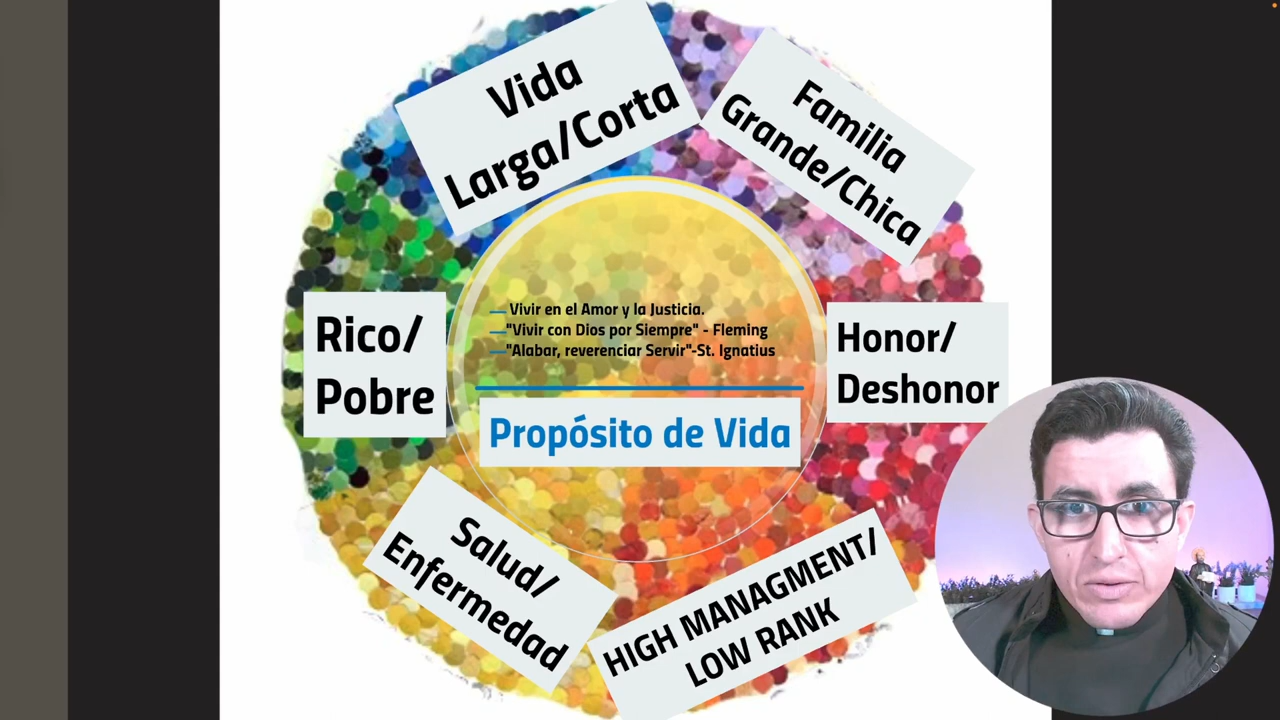 Vida
Larga/Corta
Familia
Grande/Chica
Rico/
Pobre
Vivir en el Amor y la Justicia.
"Vivir con Dios por Siempre" - Fleming
"Alabar, reverenciar Servir"-St. Ignatius
Propósito de Vida
Honor/
Deshonor
Salud/
Enfermedad
HIGH MANAGMENT/
LOW RANK